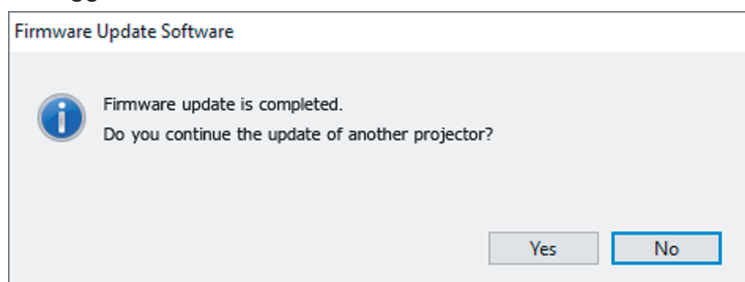 Firmware Update Software
Firmware update is completed.
Do you continue the update of another projector?
Yes No